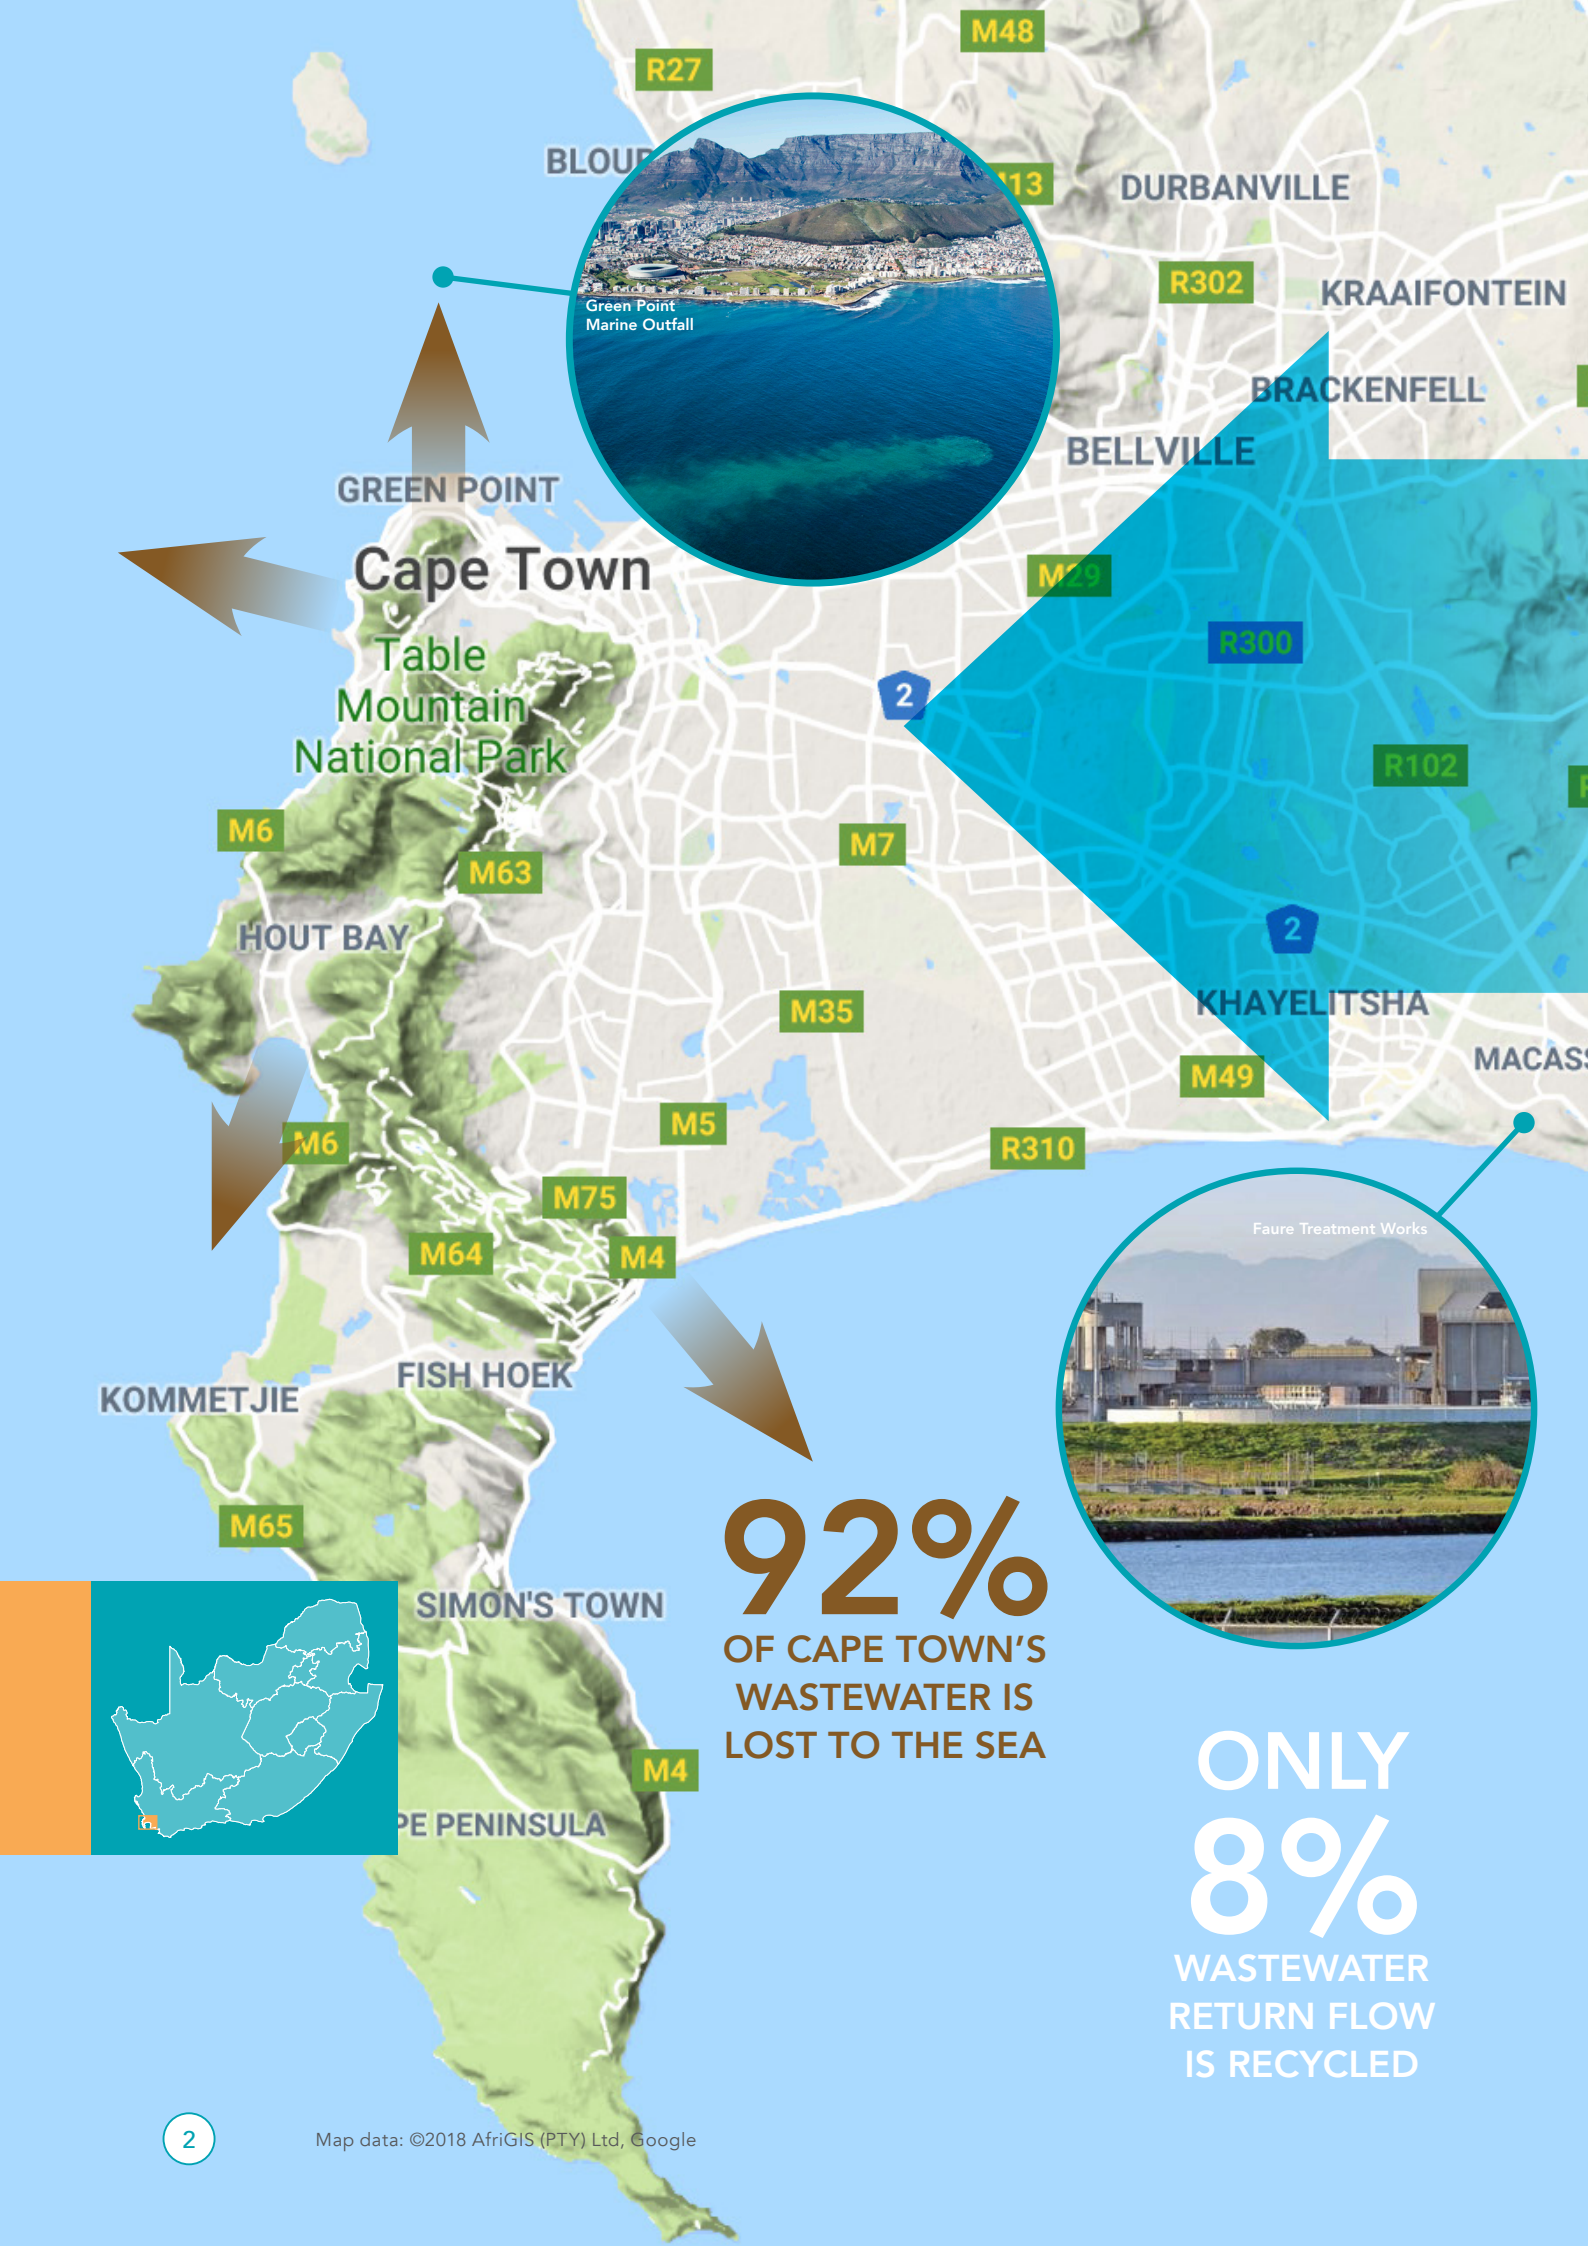 M48
R27
BLOUB
M13
DURBANVILLE
R302
KRAAIFONTEIN
Green Point
Marine Outfall
BRACKENFELL
BELLVILLE
GREEN POINT
Cape Town
M29
R300
Table
Mountain
National Park
2
R102
M6
M7
M63
2
HOUT BAY
KHAYELITSHA
M35
MACASS
M49
M5
M6
R310
M75
Faure Treatment Works
M64
M4
FISH HOEK
KOMMETJIE
M65
92%
OF CAPE TOWN’S
WASTEWATER IS
LOST TO THE SEA
SIMON'S TOWN
M4
PE PENINSULA
ONLY
8%
WASTEWATER
RETURN FLOW
IS RECYCLED
2
Map data: ©2018 AfriGIS (PTY) Ltd, Google